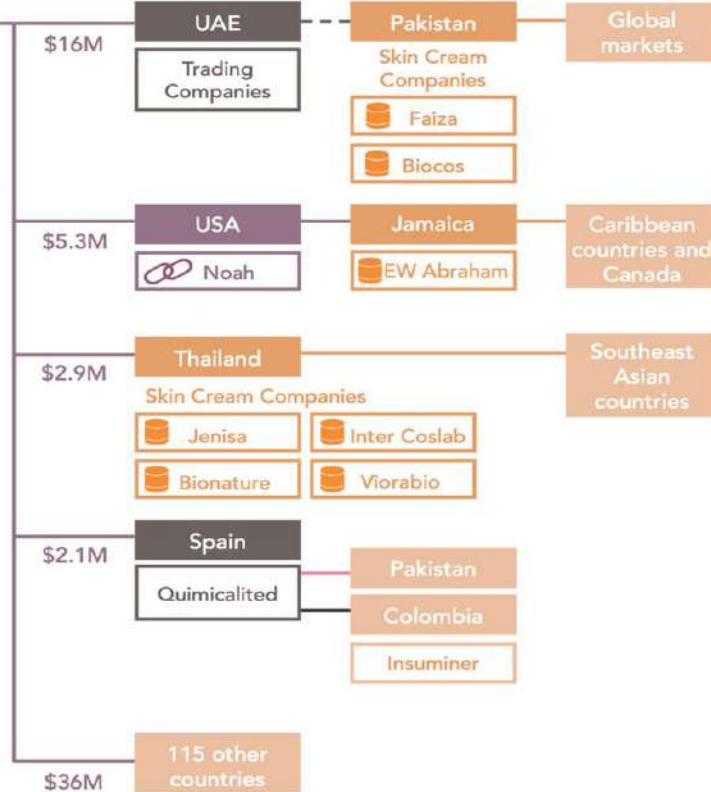 $16M
UAE
Trading
Companies
Pakistan
Skin Cream
Companies
Faiza
Biocos
Global
markets
$5.3M
USA
Noah
Jamaica
EW Abraham
Caribbean
countries and
Canada
$2.9M
Thailand
Skin Cream Companies
Jenisa
Inter Coslab
Bionature
Viorabio
Southeast
Asian
countries
$2.1M
Spain
Quimicalited
Pakistan
Colombia
Insuminer
$36M
115 other
countries